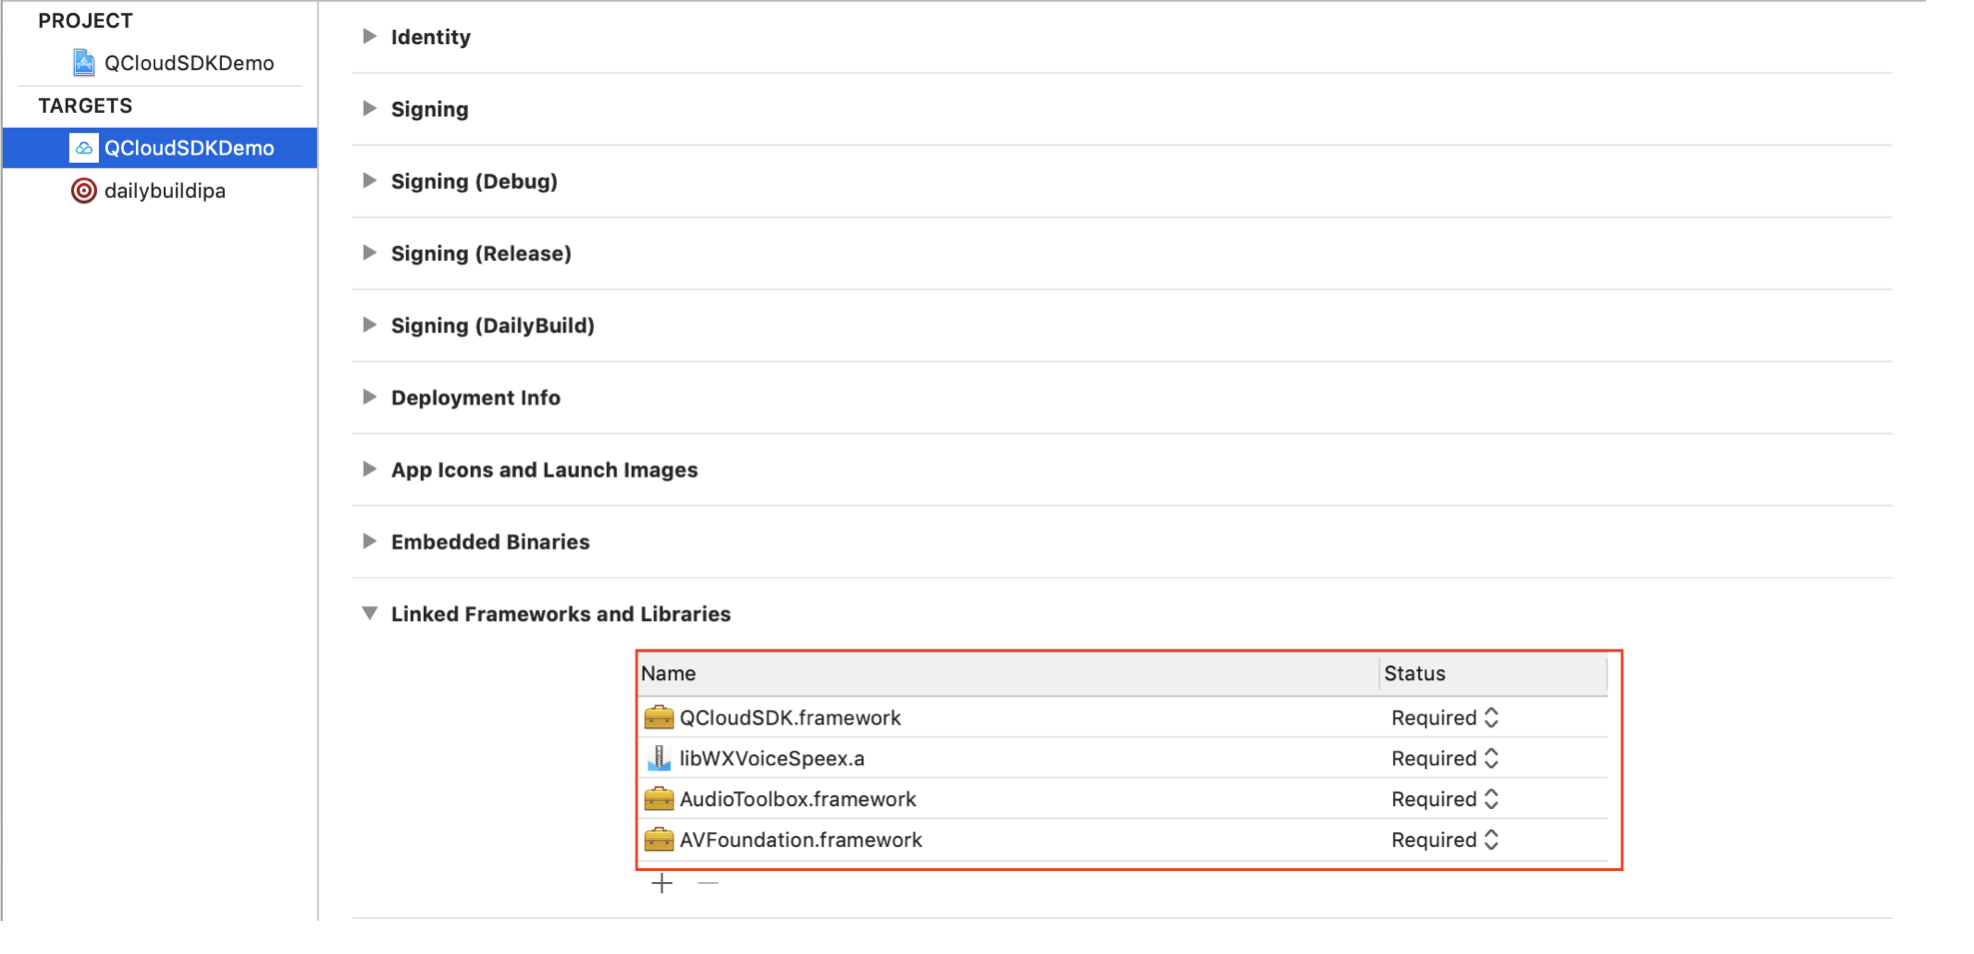 PROJECT
QCloudSDKDemo
TARGETS
QCloudSDKDemo
dailybuildipa
Identity
Signing
Signing (Debug)
Signing (Release)
Signing (DailyBuild)
Deployment Info
App Icons and Launch Images
Embedded Binaries
Linked Frameworks and Libraries
Name Status
QCloudSDK.framework Required
libWXVoiceSpeex.a Required
AudioToolbox.framework Required
AVFoundation.framework Required